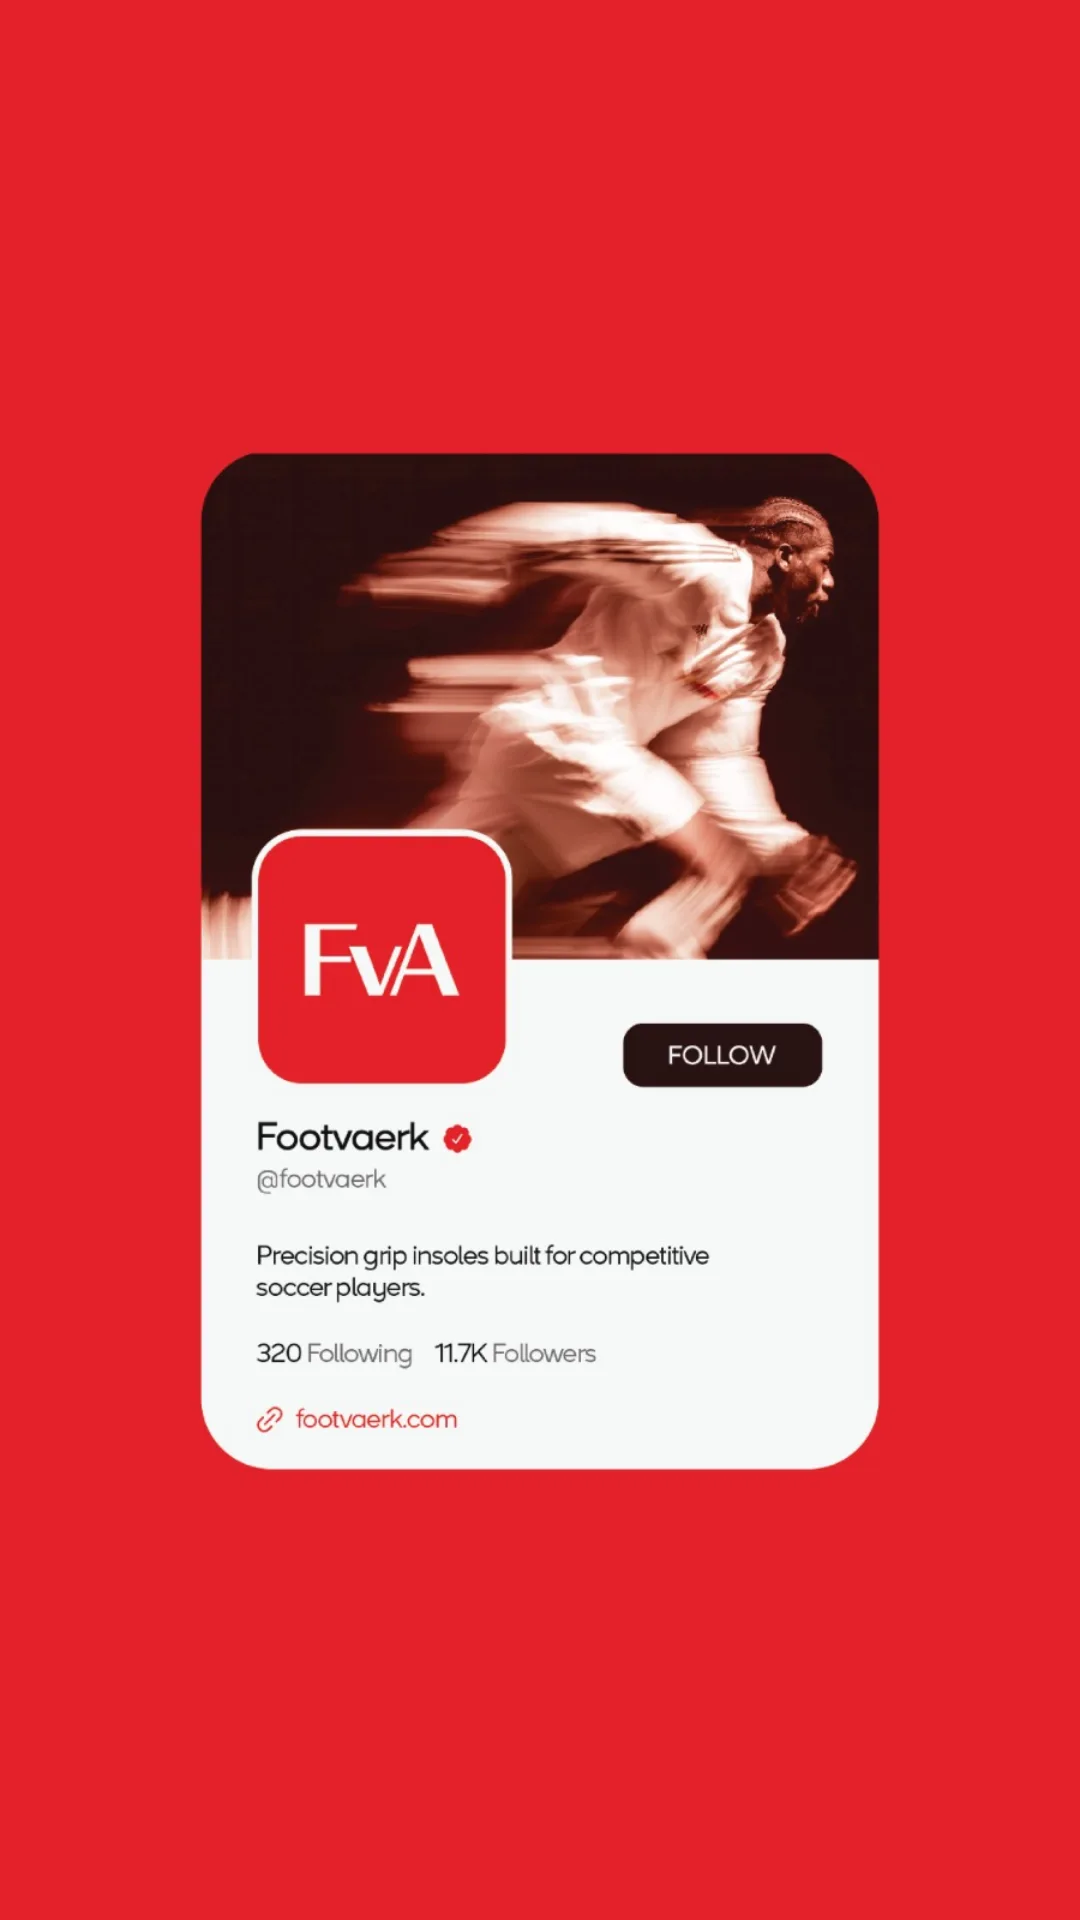 FvA
FOLLOW
Footvaerk
@footvaerk
Precision grip insoles built for competitive
soccer players.
320 Following 11.7K Followers
footvaerk.com